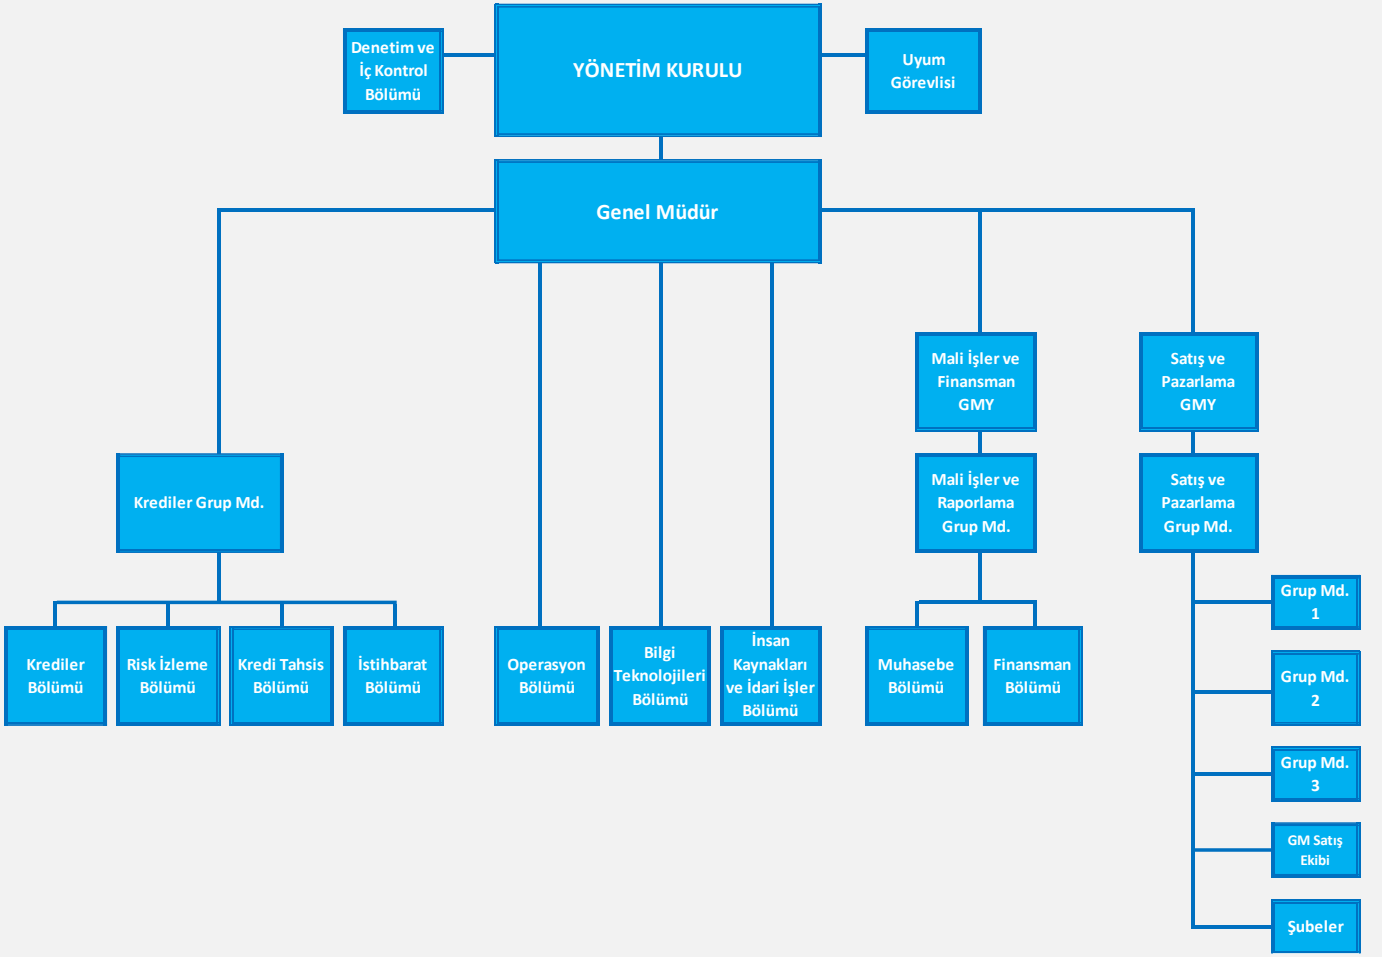 Denetim ve
İç Kontrol
Bölümü
YÖNETİM KURULU
Uyum
Görevlisi
Genel Müdür
Mali İşler ve
Finansman
GMY
Satış ve
Pazarlama
GMY
Krediler Grup Md.
Mali İşler ve
Raporlama
Grup Md.
Satış ve
Pazarlama
Grup Md.
Krediler
Bölümü
Risk İzleme
Bölümü
Kredi Tahsis
Bölümü
İstihbarat
Bölümü
Operasyon
Bölümü
Bilgi
Teknolojileri
Bölümü
İnsan
Kaynakları
ve İdari İşler
Bölümü
Muhasebe
Bölümü
Finansman
Bölümü
Grup Md.
1
Grup Md.
2
Grup Md.
3
GM Satış
Ekibi
Şubeler